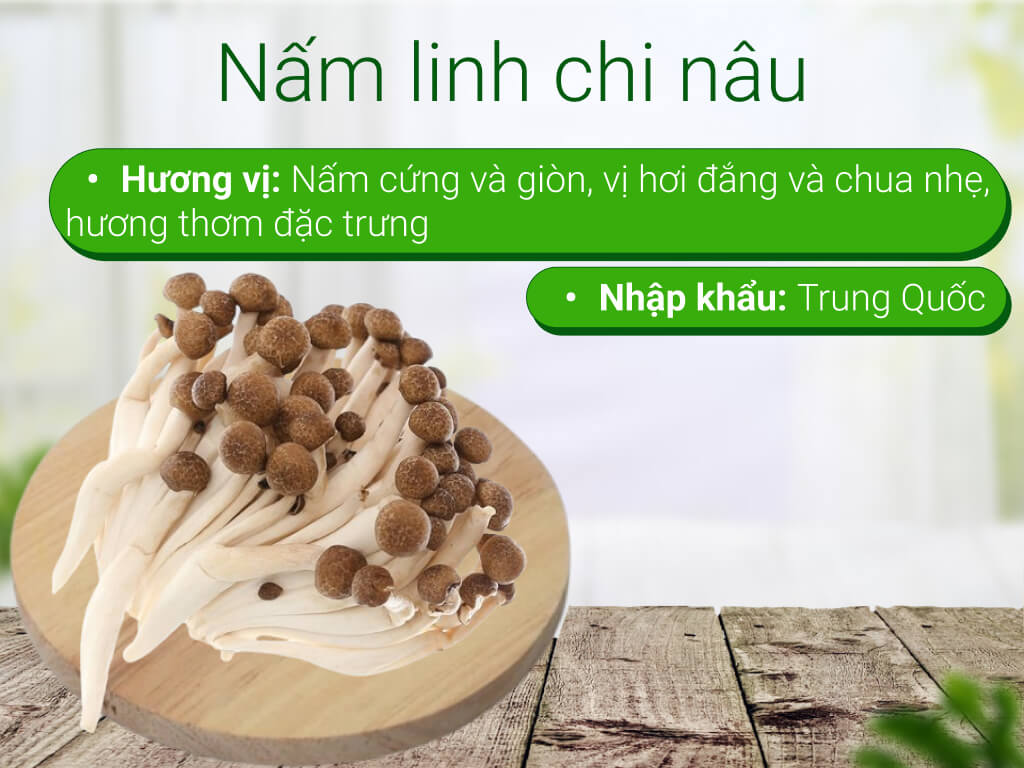 Nấm linh chi nâu
• Hương vị: Nấm cứng và giòn, vị hơi đắng và chua nhẹ,
hương thơm đặc trưng
• Nhập khẩu: Trung Quốc